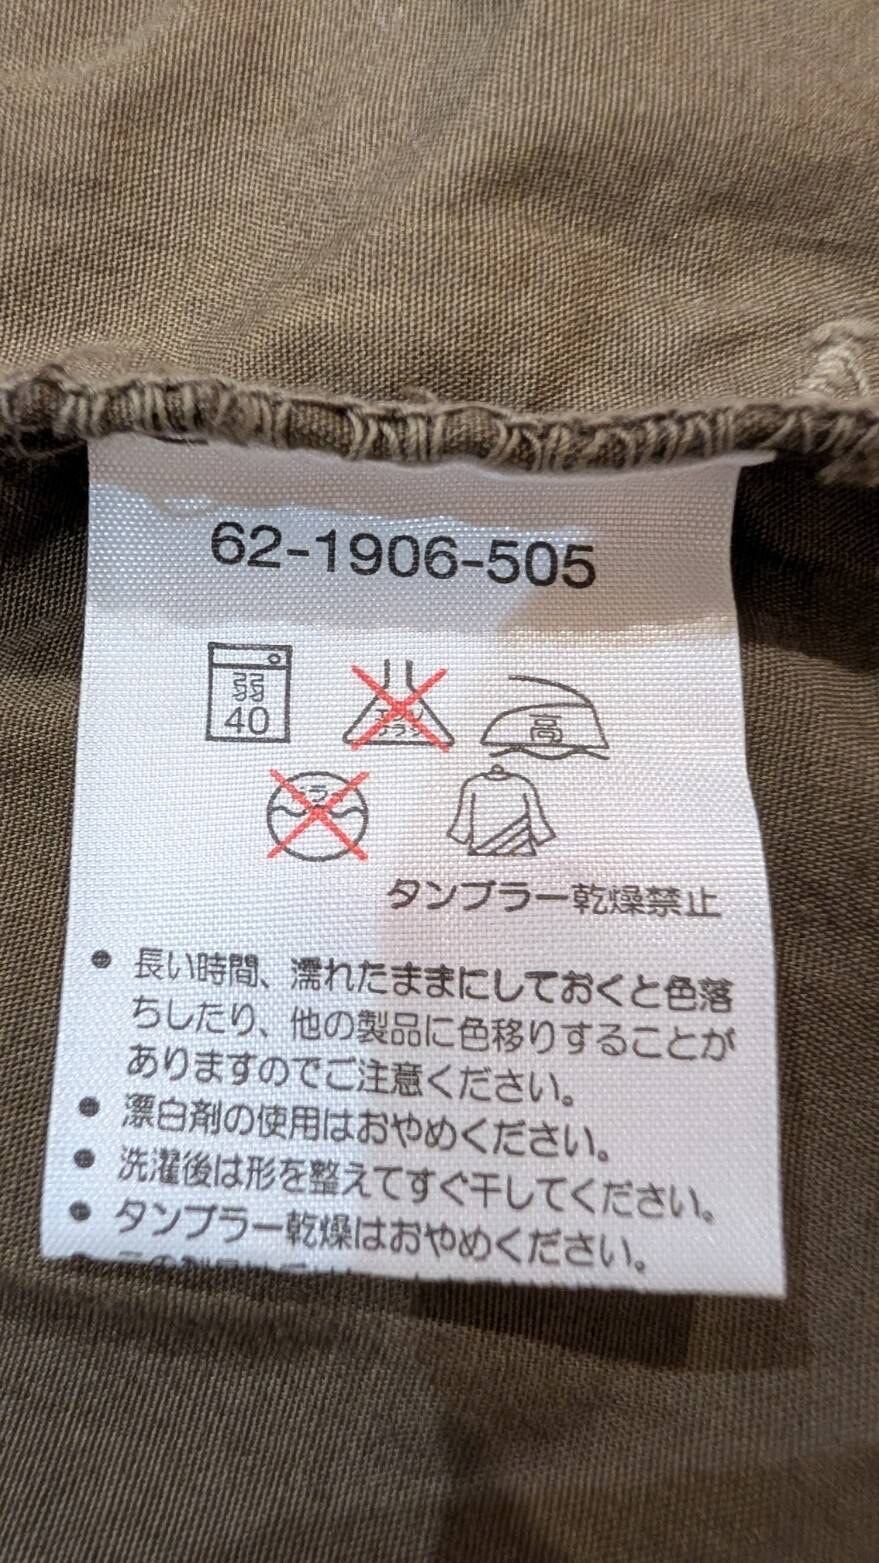 62-1906-505
弱
40
高
タンブラー乾燥禁止
● 長い時間、濡れたままにしておくと色落
ちしたり、他の製品に色移りすることが
ありますのでご注意ください。
● 漂白剤の使用はおやめください。
● 洗濯後は形を整えてすぐ干してください。
● タンブラー乾燥はおやめください。